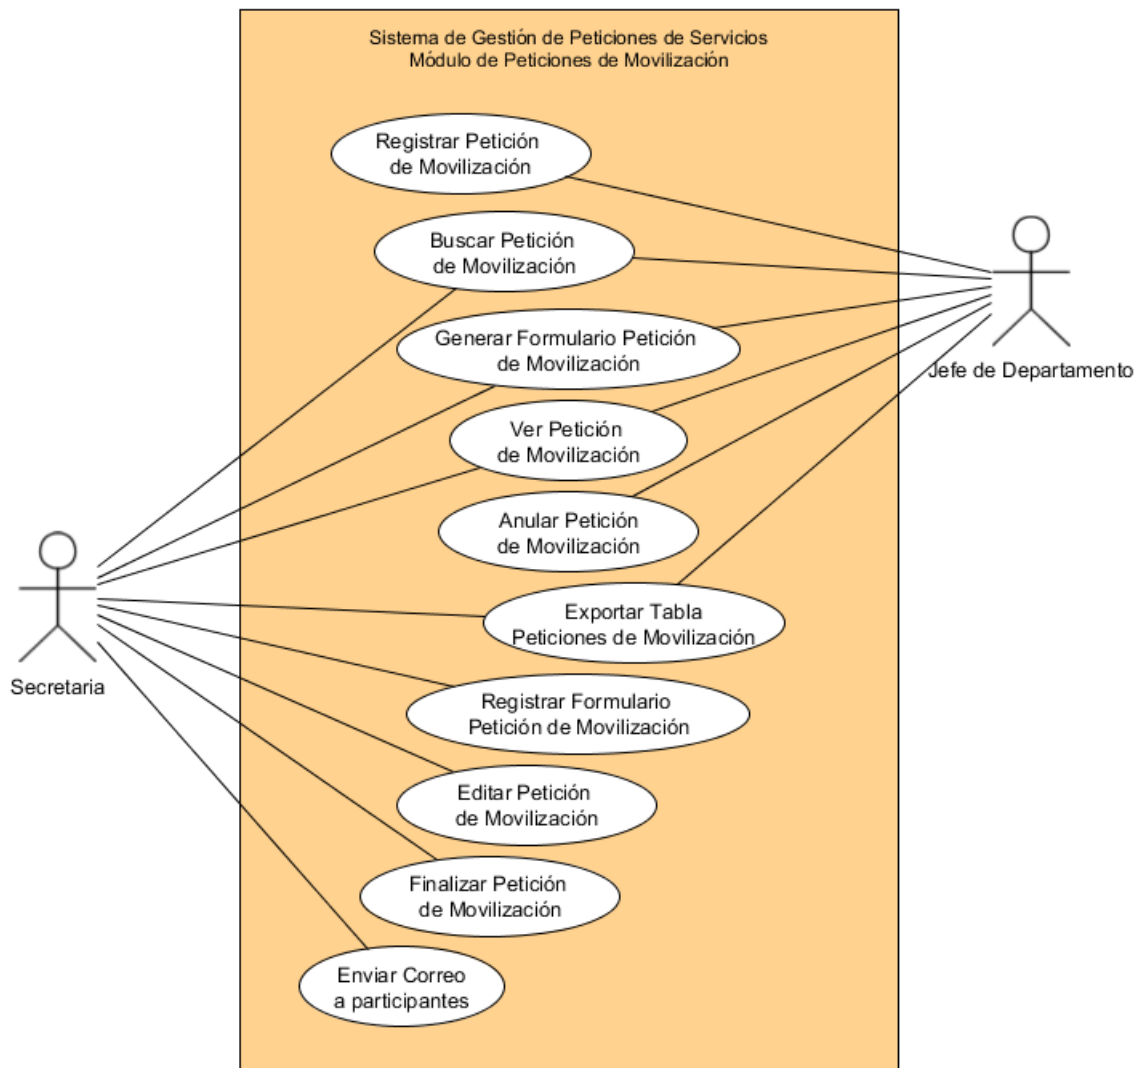 Sistema de Gestión de Peticiones de Servicios
Módulo de Peticiones de Movilización
Registrar Petición
de Movilización
Buscar Petición
de Movilización
Generar Formulario Petición
de Movilización
Jefe de Departamento
Ver Petición
de Movilización
Anular Petición
de Movilización
Exportar Tabla
Peticiones de Movilización
Secretaria
Registrar Formulario
Petición de Movilización
Editar Petición
de Movilización
Finalizar Petición
de Movilización
Enviar Correo
a participantes